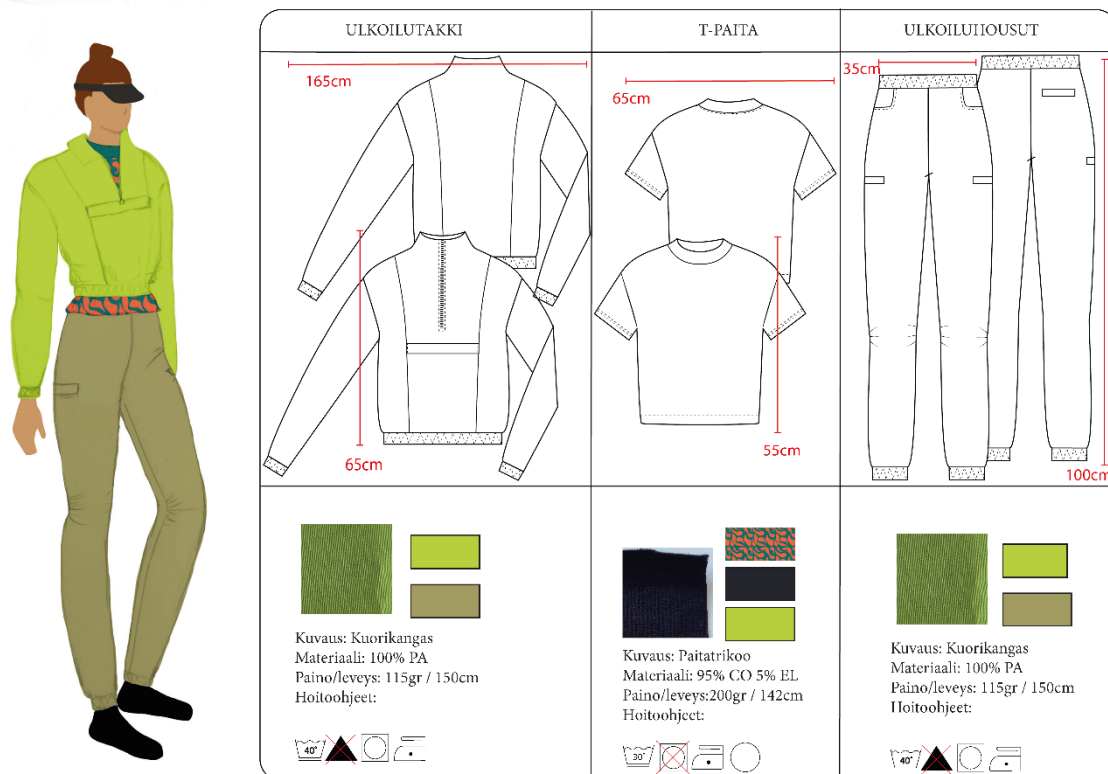 ULKOILUTAKKI
T-PAITA
ULKOILUHOUSUT
165cm
65cm
65cm
55cm
35cm
100cm
Kuvaus: Kuorikangas
Materiaali: 100% PA
Paino/leveys: 115gr / 150cm
Hoitoohjeet:
40°
Kuvaus: Paitatrikoo
Materiaali: 95% CO 5% EL
Paino/leveys:200gr / 142cm
Hoitoohjeet:
30°
Kuvaus: Kuorikangas
Materiaali: 100% PA
Paino/leveys: 115gr / 150cm
Hoitoohjeet:
40°